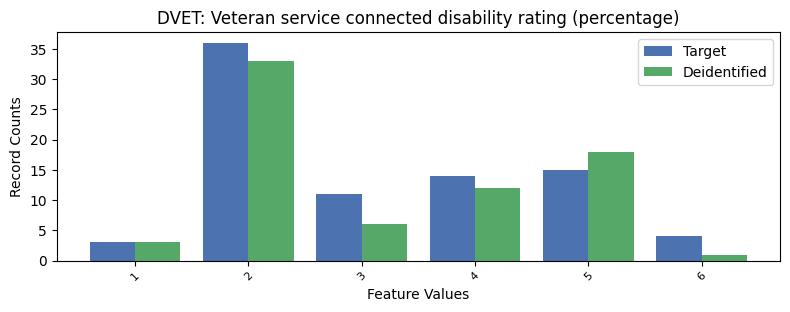 DVET: Veteran service connected disability rating (percentage)
Target
Deidentified
Record Counts
35
30
25
20
15
10
5
0
1 2 3 4 5 6
Feature Values